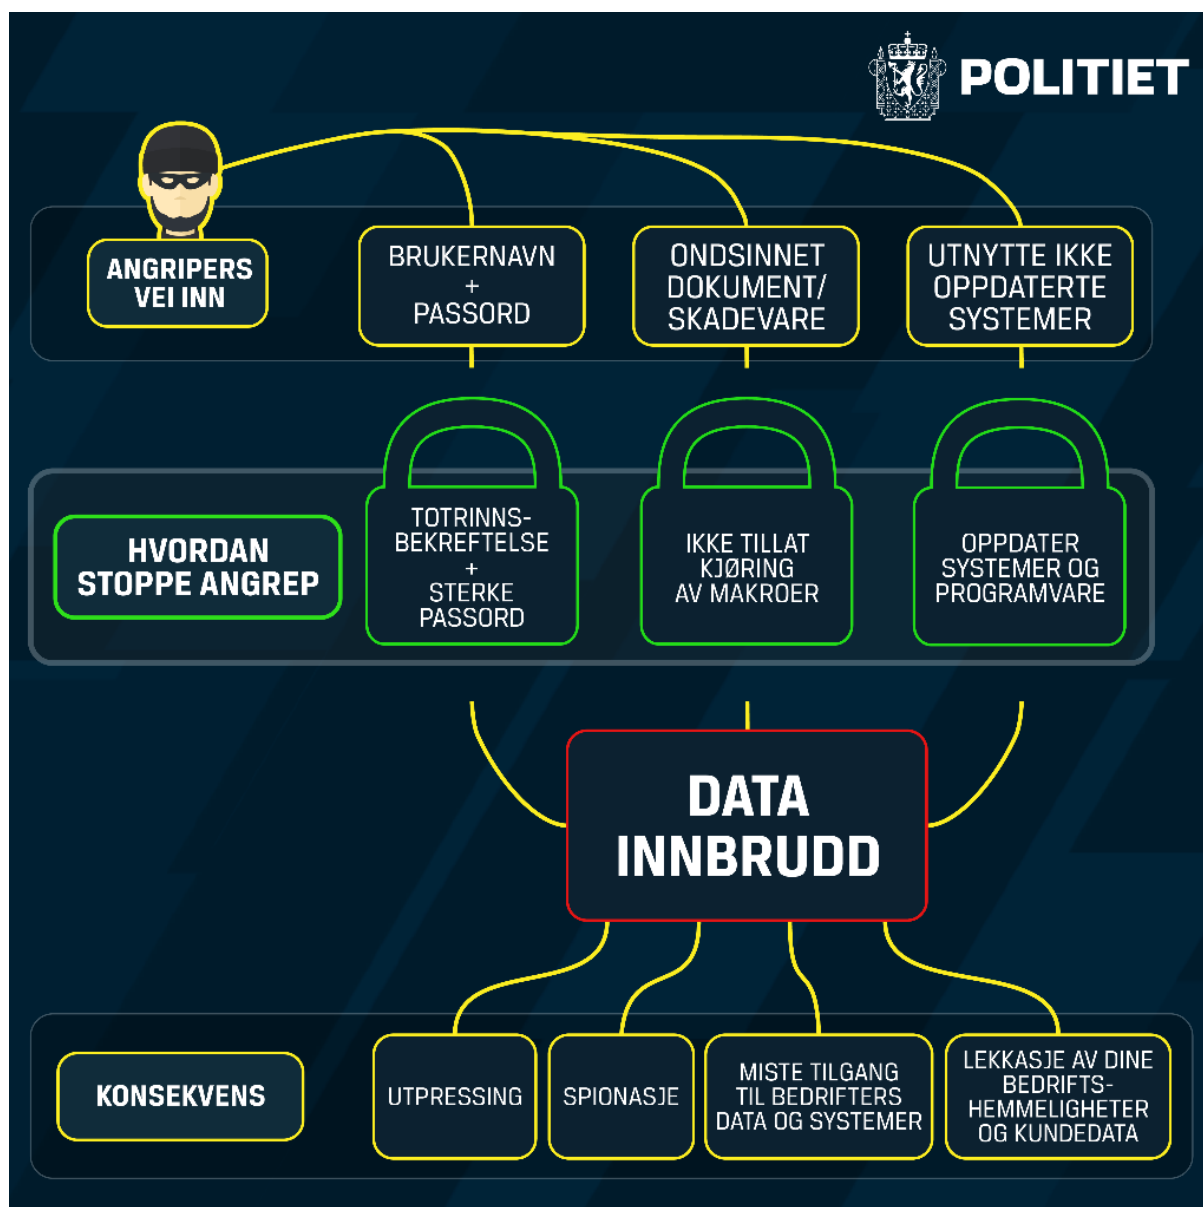 POLITIET
ANGRIPERS
VEI INN
BRUKERNAVN
+
PASSORD
ONDSINNET
DOKUMENT/
SKADEVARE
UTNYTTE IKKE
OPPDATERTE
SYSTEMER
HVORDAN
STOPPE ANGREP
TOTRINNS-
BEKREFTELSE
+
STERKE
PASSORD
IKKE TILLAT
KJØRING
AV MAKROER
OPPDATER
SYSTEMER OG
PROGRAMVARE
DATA
INNBRUDD
KONSEKVENS
UTPRESSING
SPIONASJE
MISTE TILGANG
TIL BEDRIFTERS
DATA OG SYSTEMER
LEKKASJE AV DINE
BEDRIFTS-
HEMMELIGHETER
OG KUNDEDATA